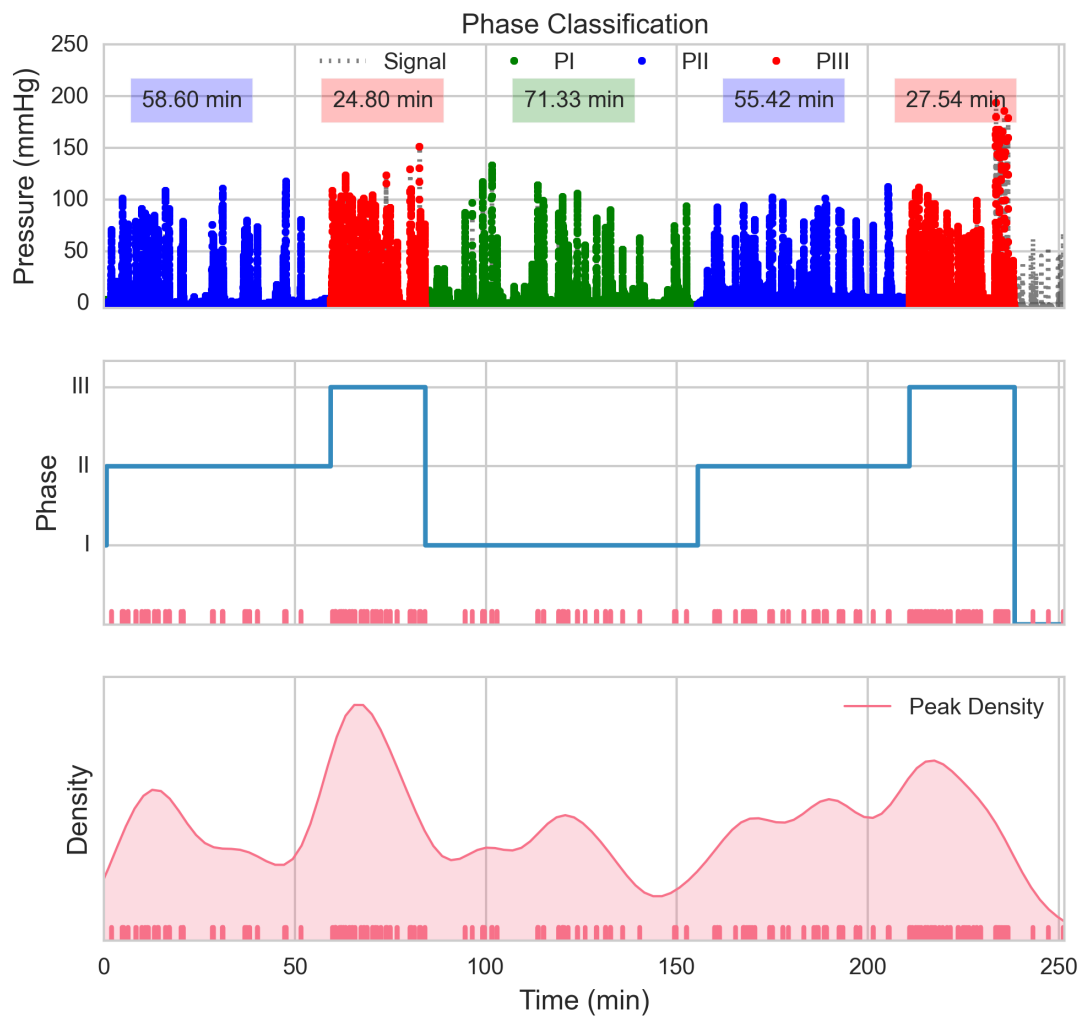 Phase Classification
Pressure (mmHg)
250
200
150
100
50
0
Signal PI PII PIII
58.60 min 24.80 min 71.33 min 55.42 min 27.54 min
Phase
III
II
I
Density
Peak Density
0 50 100 150 200 250
Time (min)